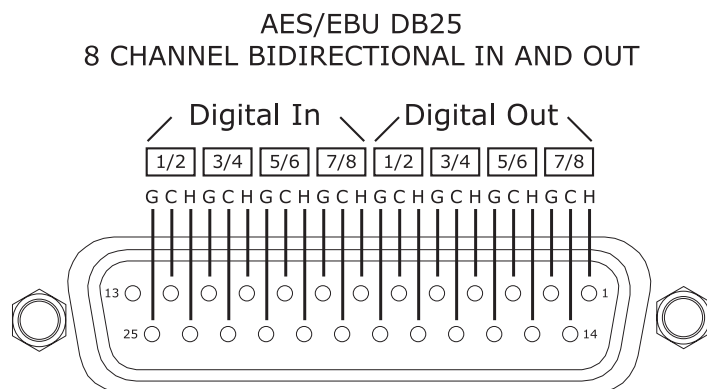 AES/EBU DB25
8 CHANNEL BIDIRECTIONAL IN AND OUT
Digital In Digital Out
1/2 3/4 5/6 7/8 1/2 3/4 5/6 7/8
G C H G C H G C H G C H G C H G C H G C H G C H
13 1
25 14